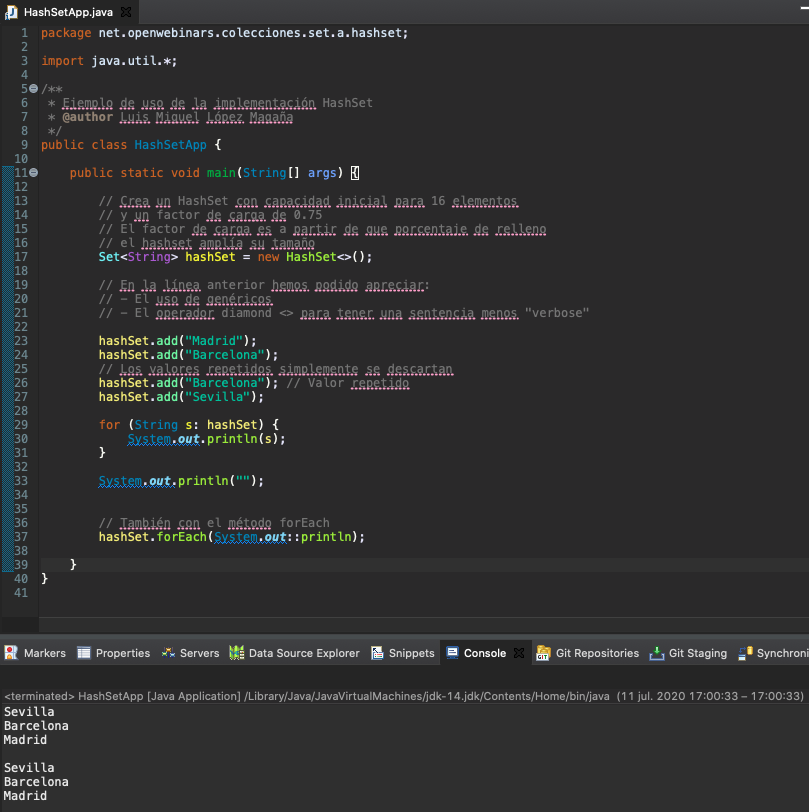 HashSetApp.java
1 package net.openwebinars.colecciones.set.a.hashset;
2
3 import java.util.*;
4
5 /**
6 * Ejemplo de uso de la implementación HashSet
7 * @author Luis Miguel López Magaña
8 */
9 public class HashSetApp {
10
11 public static void main(String[] args) {
12
13 // Crea un HashSet con capacidad inicial para 16 elementos
14 // y un factor de carga de 0.75
15 // El factor de carga es a partir de que porcentaje de relleno
16 // el hashset amplía su tamaño
17 Set<String> hashSet = new HashSet<>();
18
19 // En la línea anterior hemos podido apreciar:
20 // - El uso de genéricos
21 // - El operador diamond <> para tener una sentencia menos "verbose"
22
23 hashSet.add("Madrid");
24 hashSet.add("Barcelona");
25 // Los valores repetidos simplemente se descartan
26 hashSet.add("Barcelona"); // Valor repetido
27 hashSet.add("Sevilla");
28
29 for (String s: hashSet) {
30 System.out.println(s);
31 }
32
33 System.out.println("");
34
35
36 // También con el método forEach
37 hashSet.forEach(System.out::println);
38
39 }
40 }
41
Markers Properties Servers Data Source Explorer Snippets Console Git Repositories Git Staging Synchroni
<terminated> HashSetApp [Java Application] /Library/Java/JavaVirtualMachines/jdk-14.jdk/Contents/Home/bin/java (11 jul. 2020 17:00:33 – 17:00:33)
Sevilla
Barcelona
Madrid
Sevilla
Barcelona
Madrid